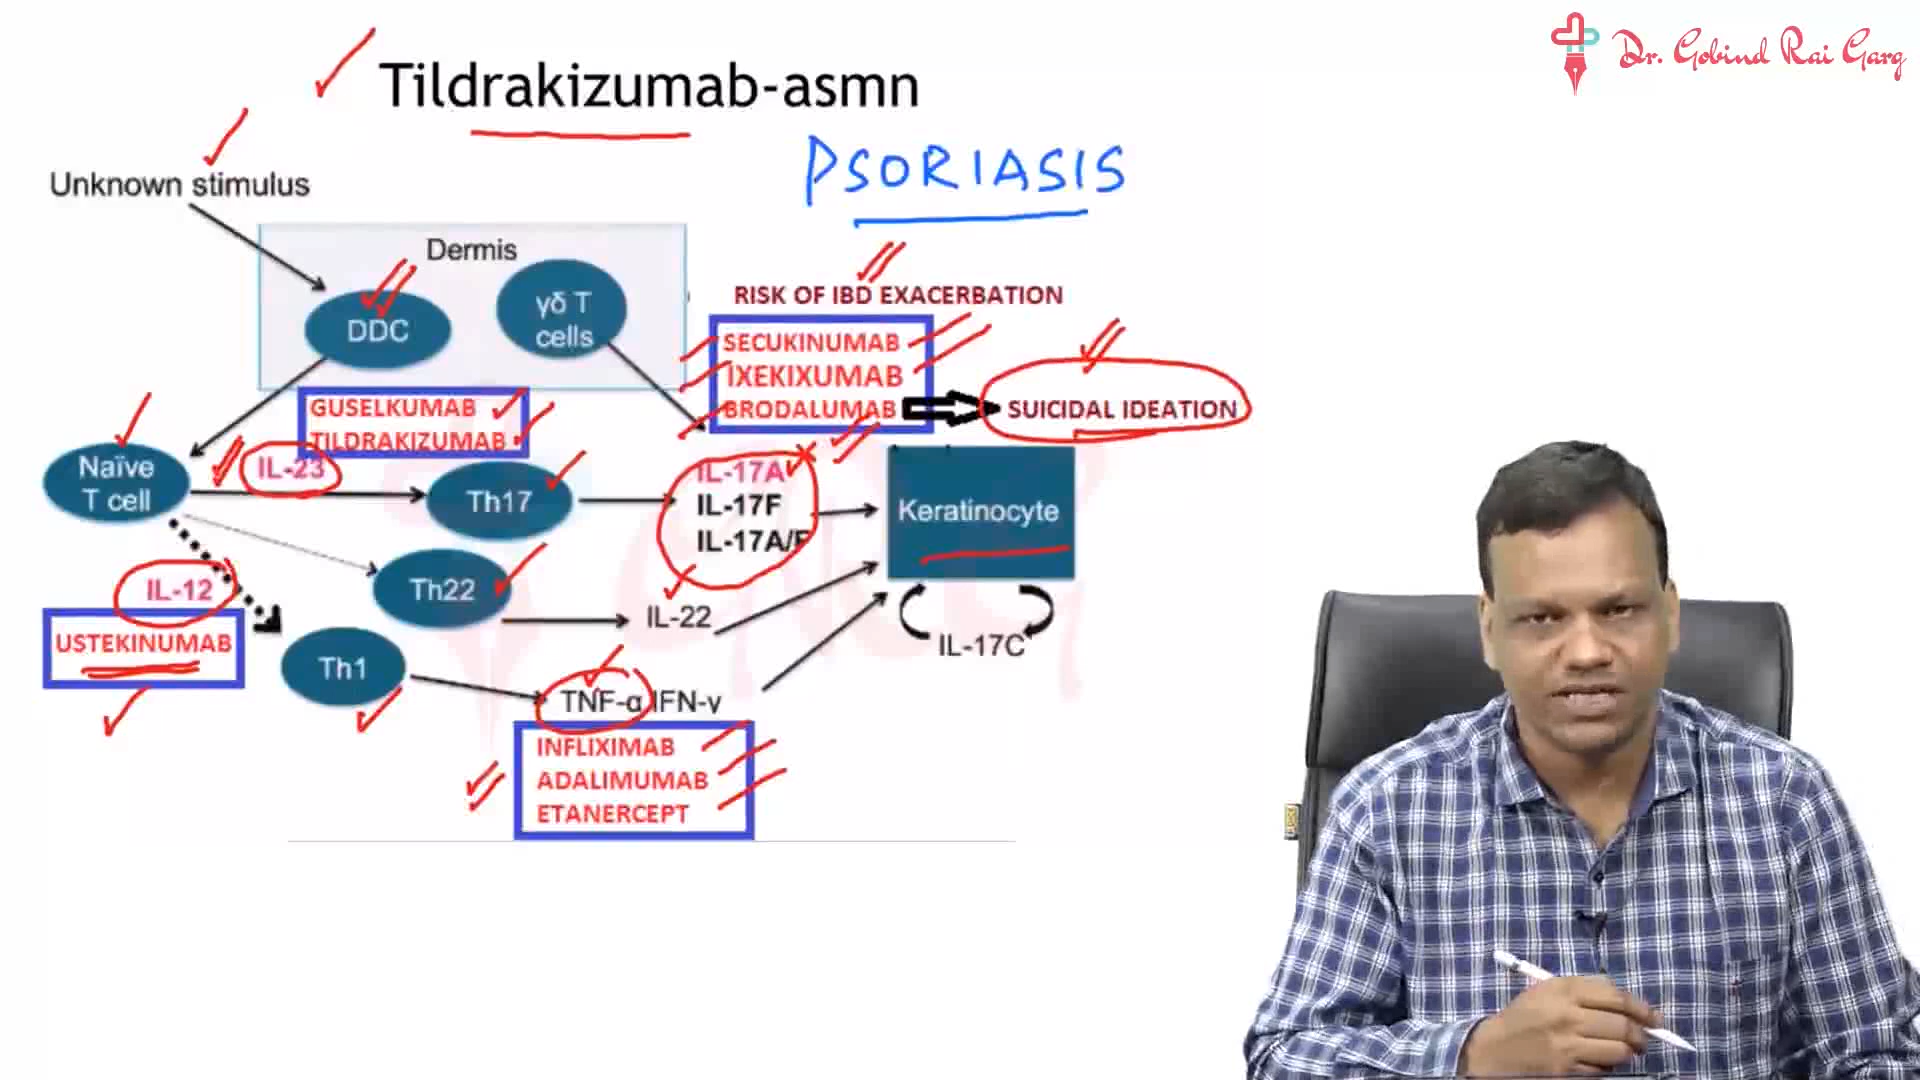 Dr. Gobind Rai Garg
Tildrakizumab-asmn
PSORIASIS
Unknown stimulus
Dermis
DDC
γδ T
cells
RISK OF IBD EXACERBATION
SECUKINUMAB
IXEKIXUMAB
BRODALUMAB
SUICIDAL IDEATION
GUSELKUMAB
TILDRAKIZUMAB
Naïve
T cell
IL-23
Th17
IL-17A
IL-17F
IL-17A/F
Keratinocyte
IL-12
Th22
IL-22
IL-17C
USTEKINUMAB
Th1
TNF-α IFN-γ
INFLIXIMAB
ADALIMUMAB
ETANERCEPT